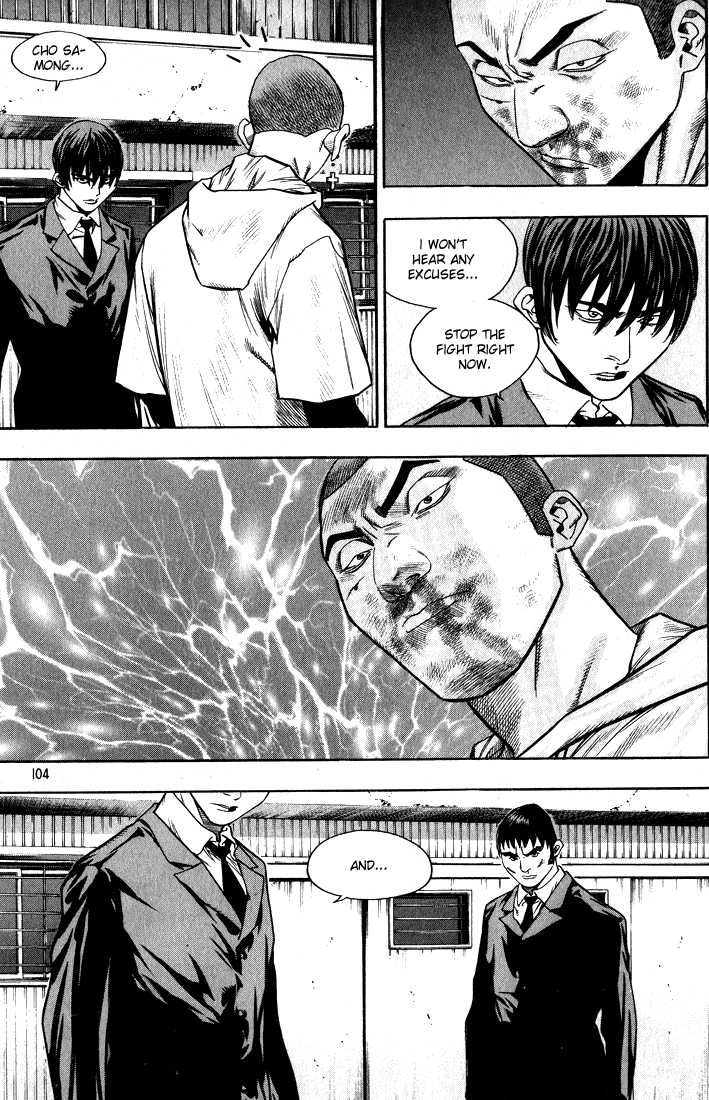 CHO SA-
MONG...
I WON'T
HEAR ANY
EXCUSES...
STOP THE
FIGHT RIGHT
NOW.
104
AND...